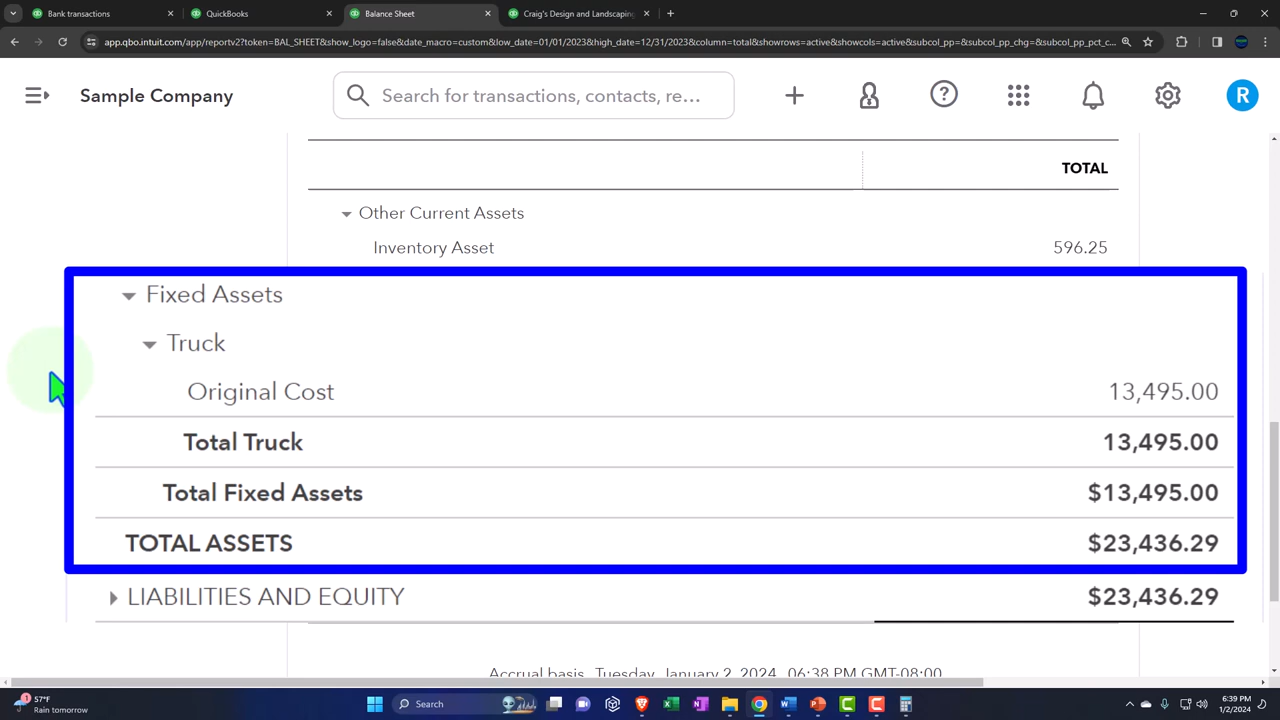 Bank transactions
QuickBooks
Balance Sheet
Craig's Design and Landscaping
app.qbo.intuit.com/app/reportv2?token=BAL_SHEET&show_logo=false&date_macro=custom&low_date=01/01/2023&high_date=12/31/2023&column=total&showrows=active&showcols=active&subcol_pp=&subcol_pp_chg=&subcol_pp_pct_c...
Sample Company
Search for transactions, contacts, re...
R
TOTAL
Other Current Assets
Inventory Asset 596.25
Fixed Assets
Truck
Original Cost 13,495.00
Total Truck 13,495.00
Total Fixed Assets $13,495.00
TOTAL ASSETS $23,436.29
LIABILITIES AND EQUITY $23,436.29
Accrual basis Tuesday, January 2, 2024 06:38 PM GMT-08:00
57°F
Rain tomorrow
Search
6:39 PM
1/2/2024